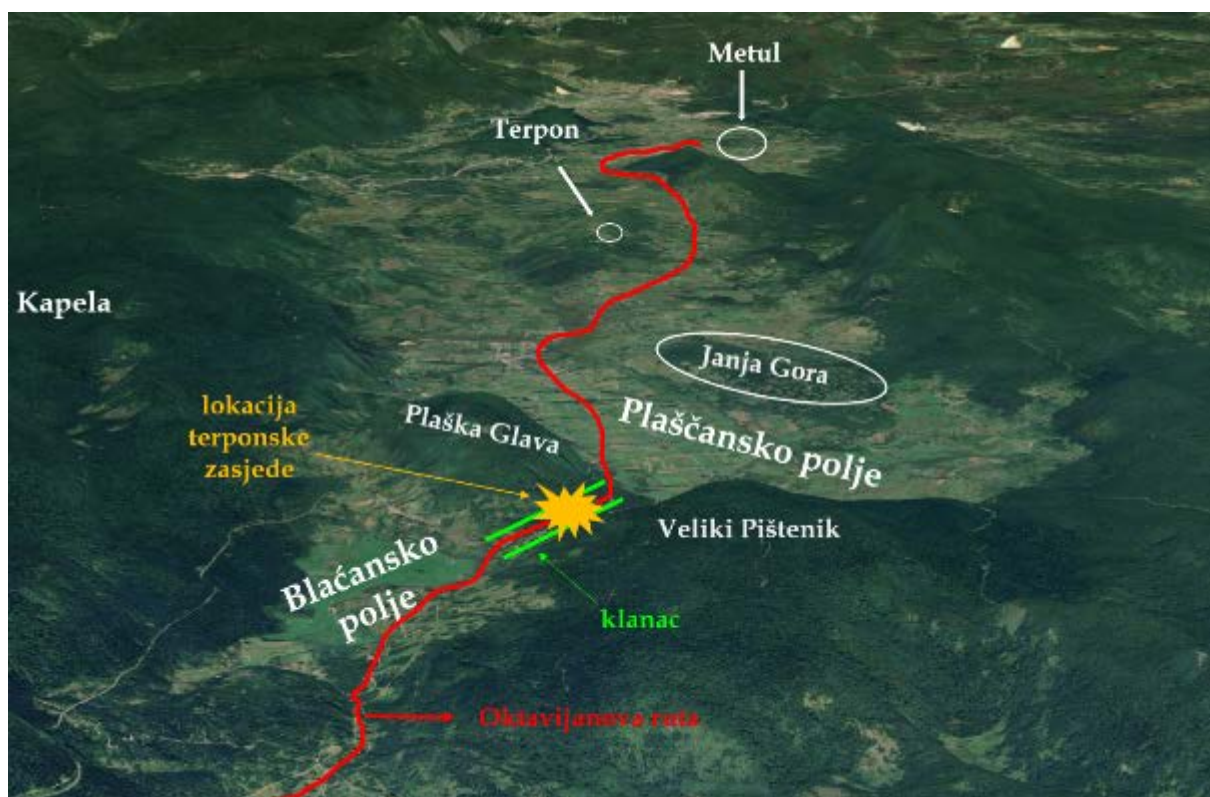 Metul
Terpon
Kapela
Janja Gora
lokacija
terponske
zasjede
Plaška Glava
Plaščansko polje
Veliki Pištenik
Blaćansko
polje
klanac
Oktavijanova ruta